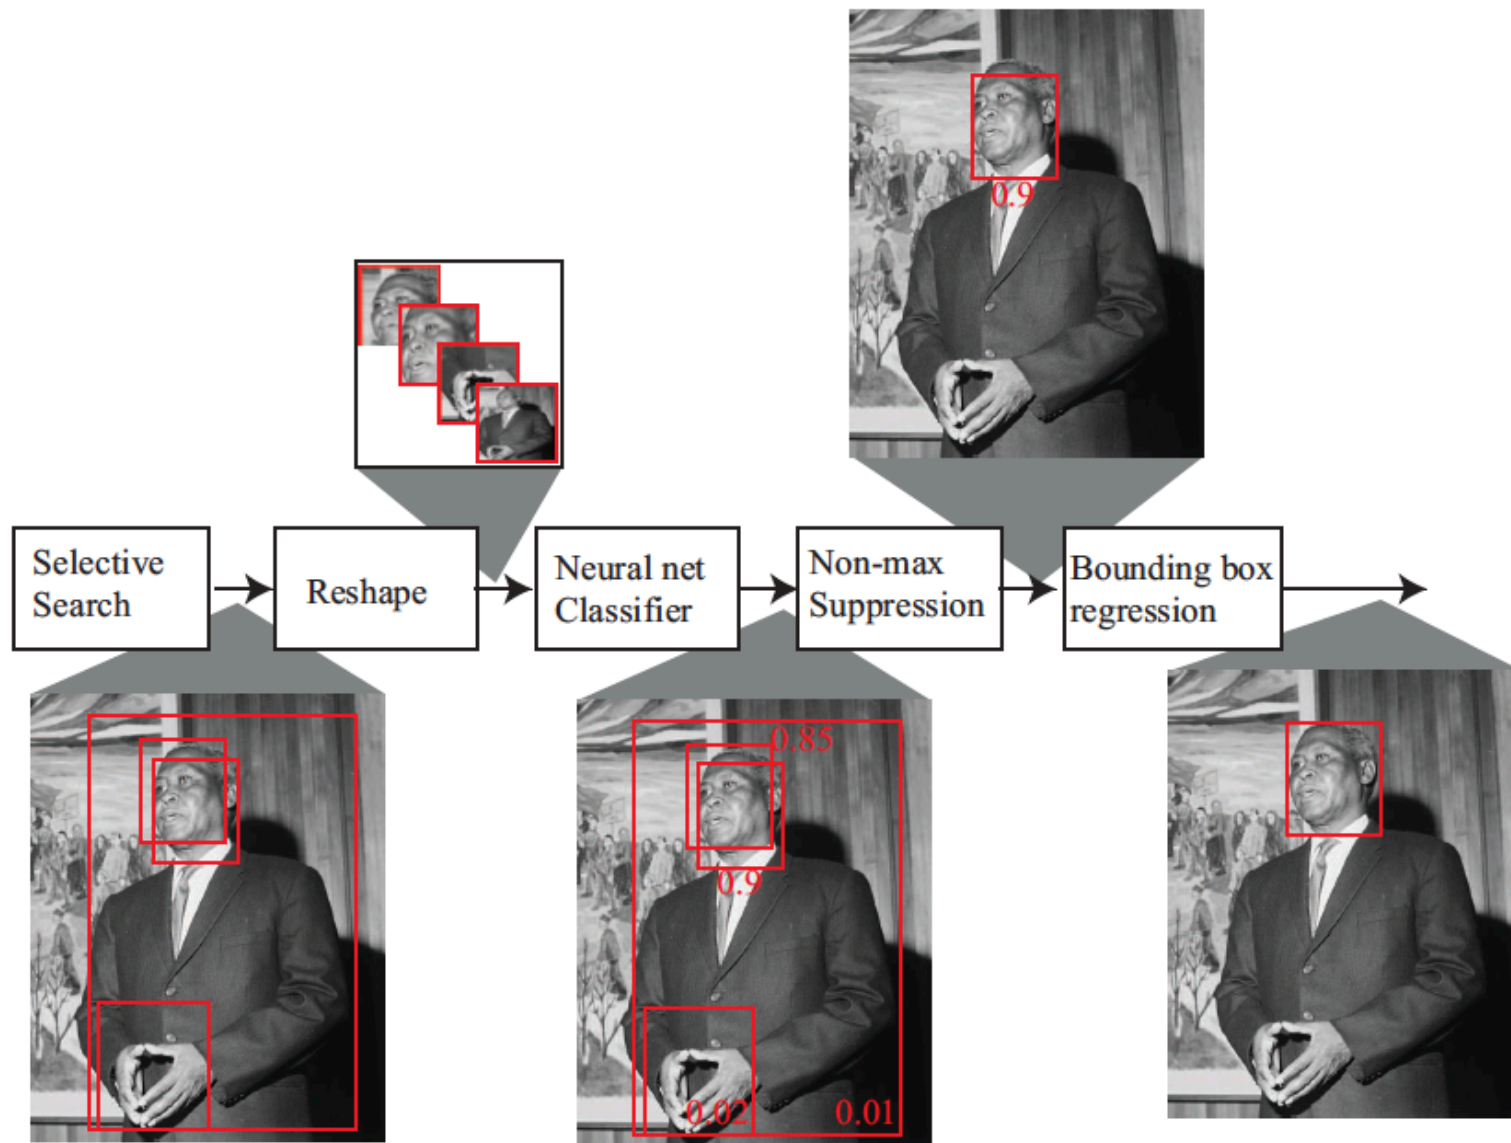 0.9
Selective
Search
Reshape
Neural net
Classifier
Non-max
Suppression
Bounding box
regression
0.85
0.9
0.02
0.01